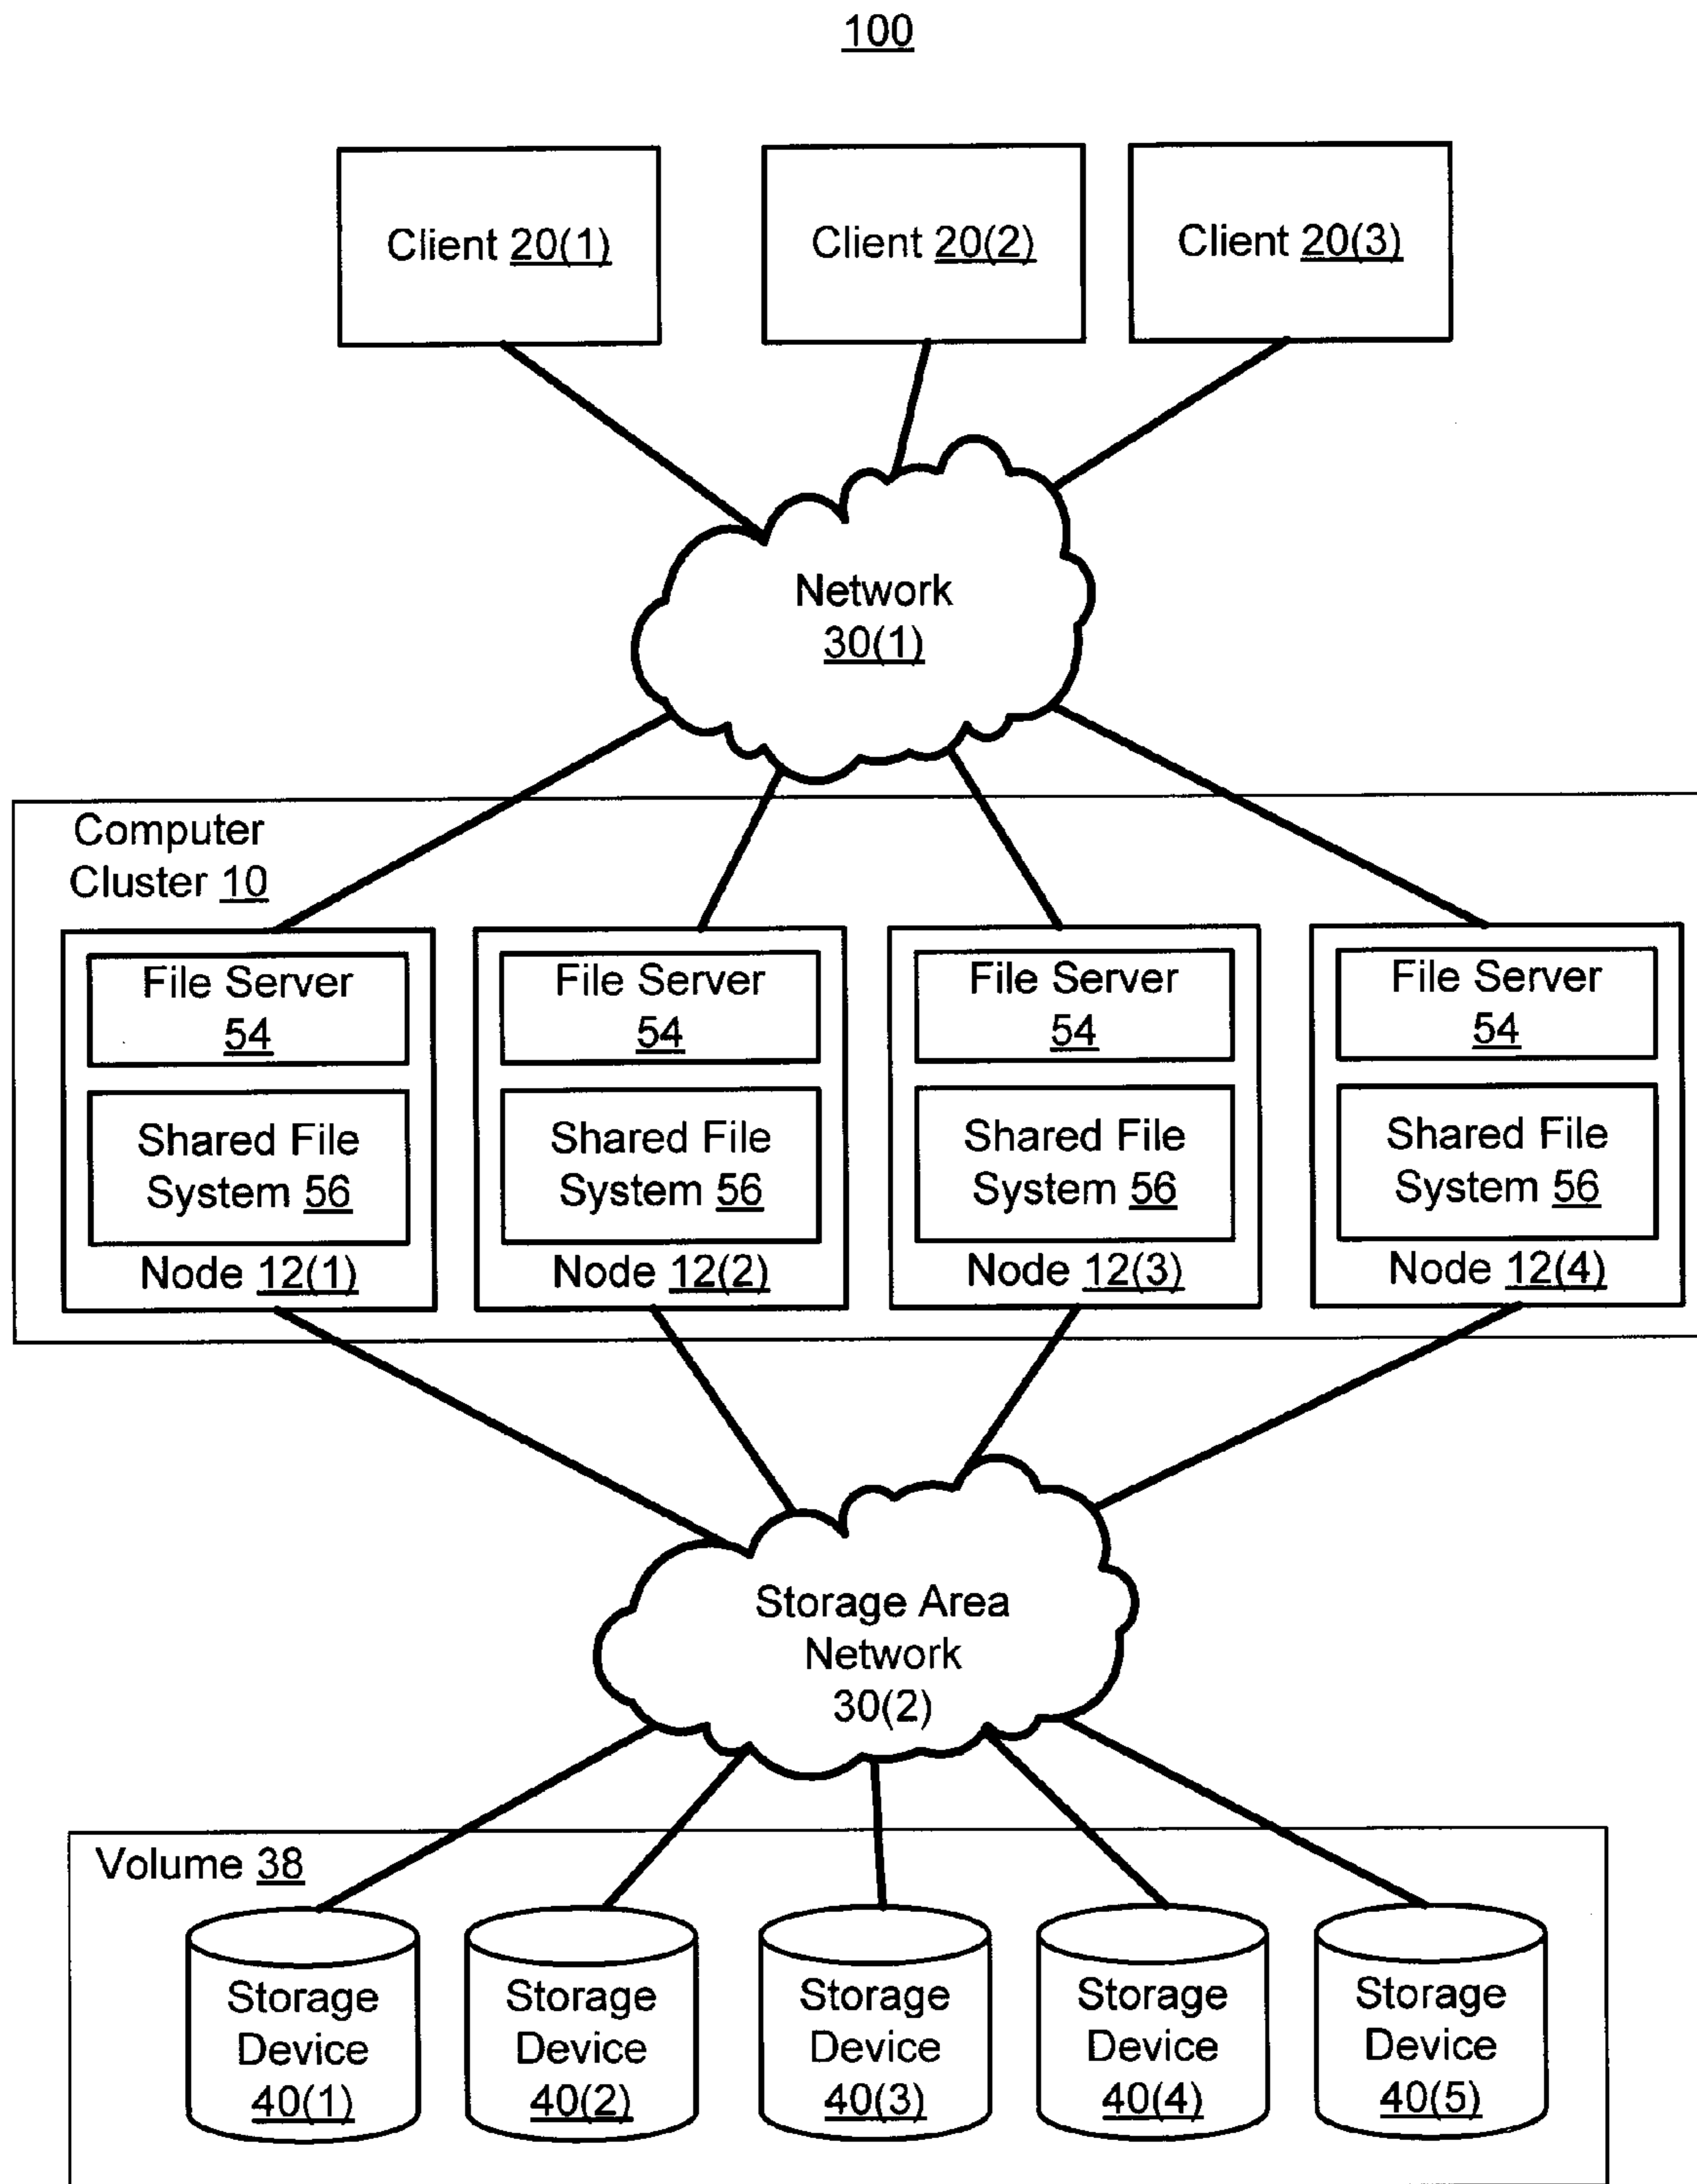 100
Client 20(1)
Client 20(2)
Client 20(3)
Network
30(1)
Computer
Cluster 10
File Server
54
Shared File
System 56
Node 12(1)
File Server
54
Shared File
System 56
Node 12(2)
File Server
54
Shared File
System 56
Node 12(3)
File Server
54
Shared File
System 56
Node 12(4)
Storage Area
Network
30(2)
Volume 38
Storage
Device
40(1)
Storage
Device
40(2)
Storage
Device
40(3)
Storage
Device
40(4)
Storage
Device
40(5)